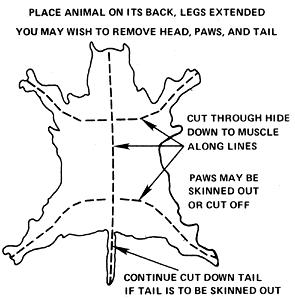 PLACE ANIMAL ON ITS BACK, LEGS EXTENDED
YOU MAY WISH TO REMOVE HEAD, PAWS, AND TAIL
CUT THROUGH HIDE
DOWN TO MUSCLE
ALONG LINES
PAWS MAY BE
SKINNED OUT
OR CUT OFF
CONTINUE CUT DOWN TAIL
IF TAIL IS TO BE SKINNED OUT